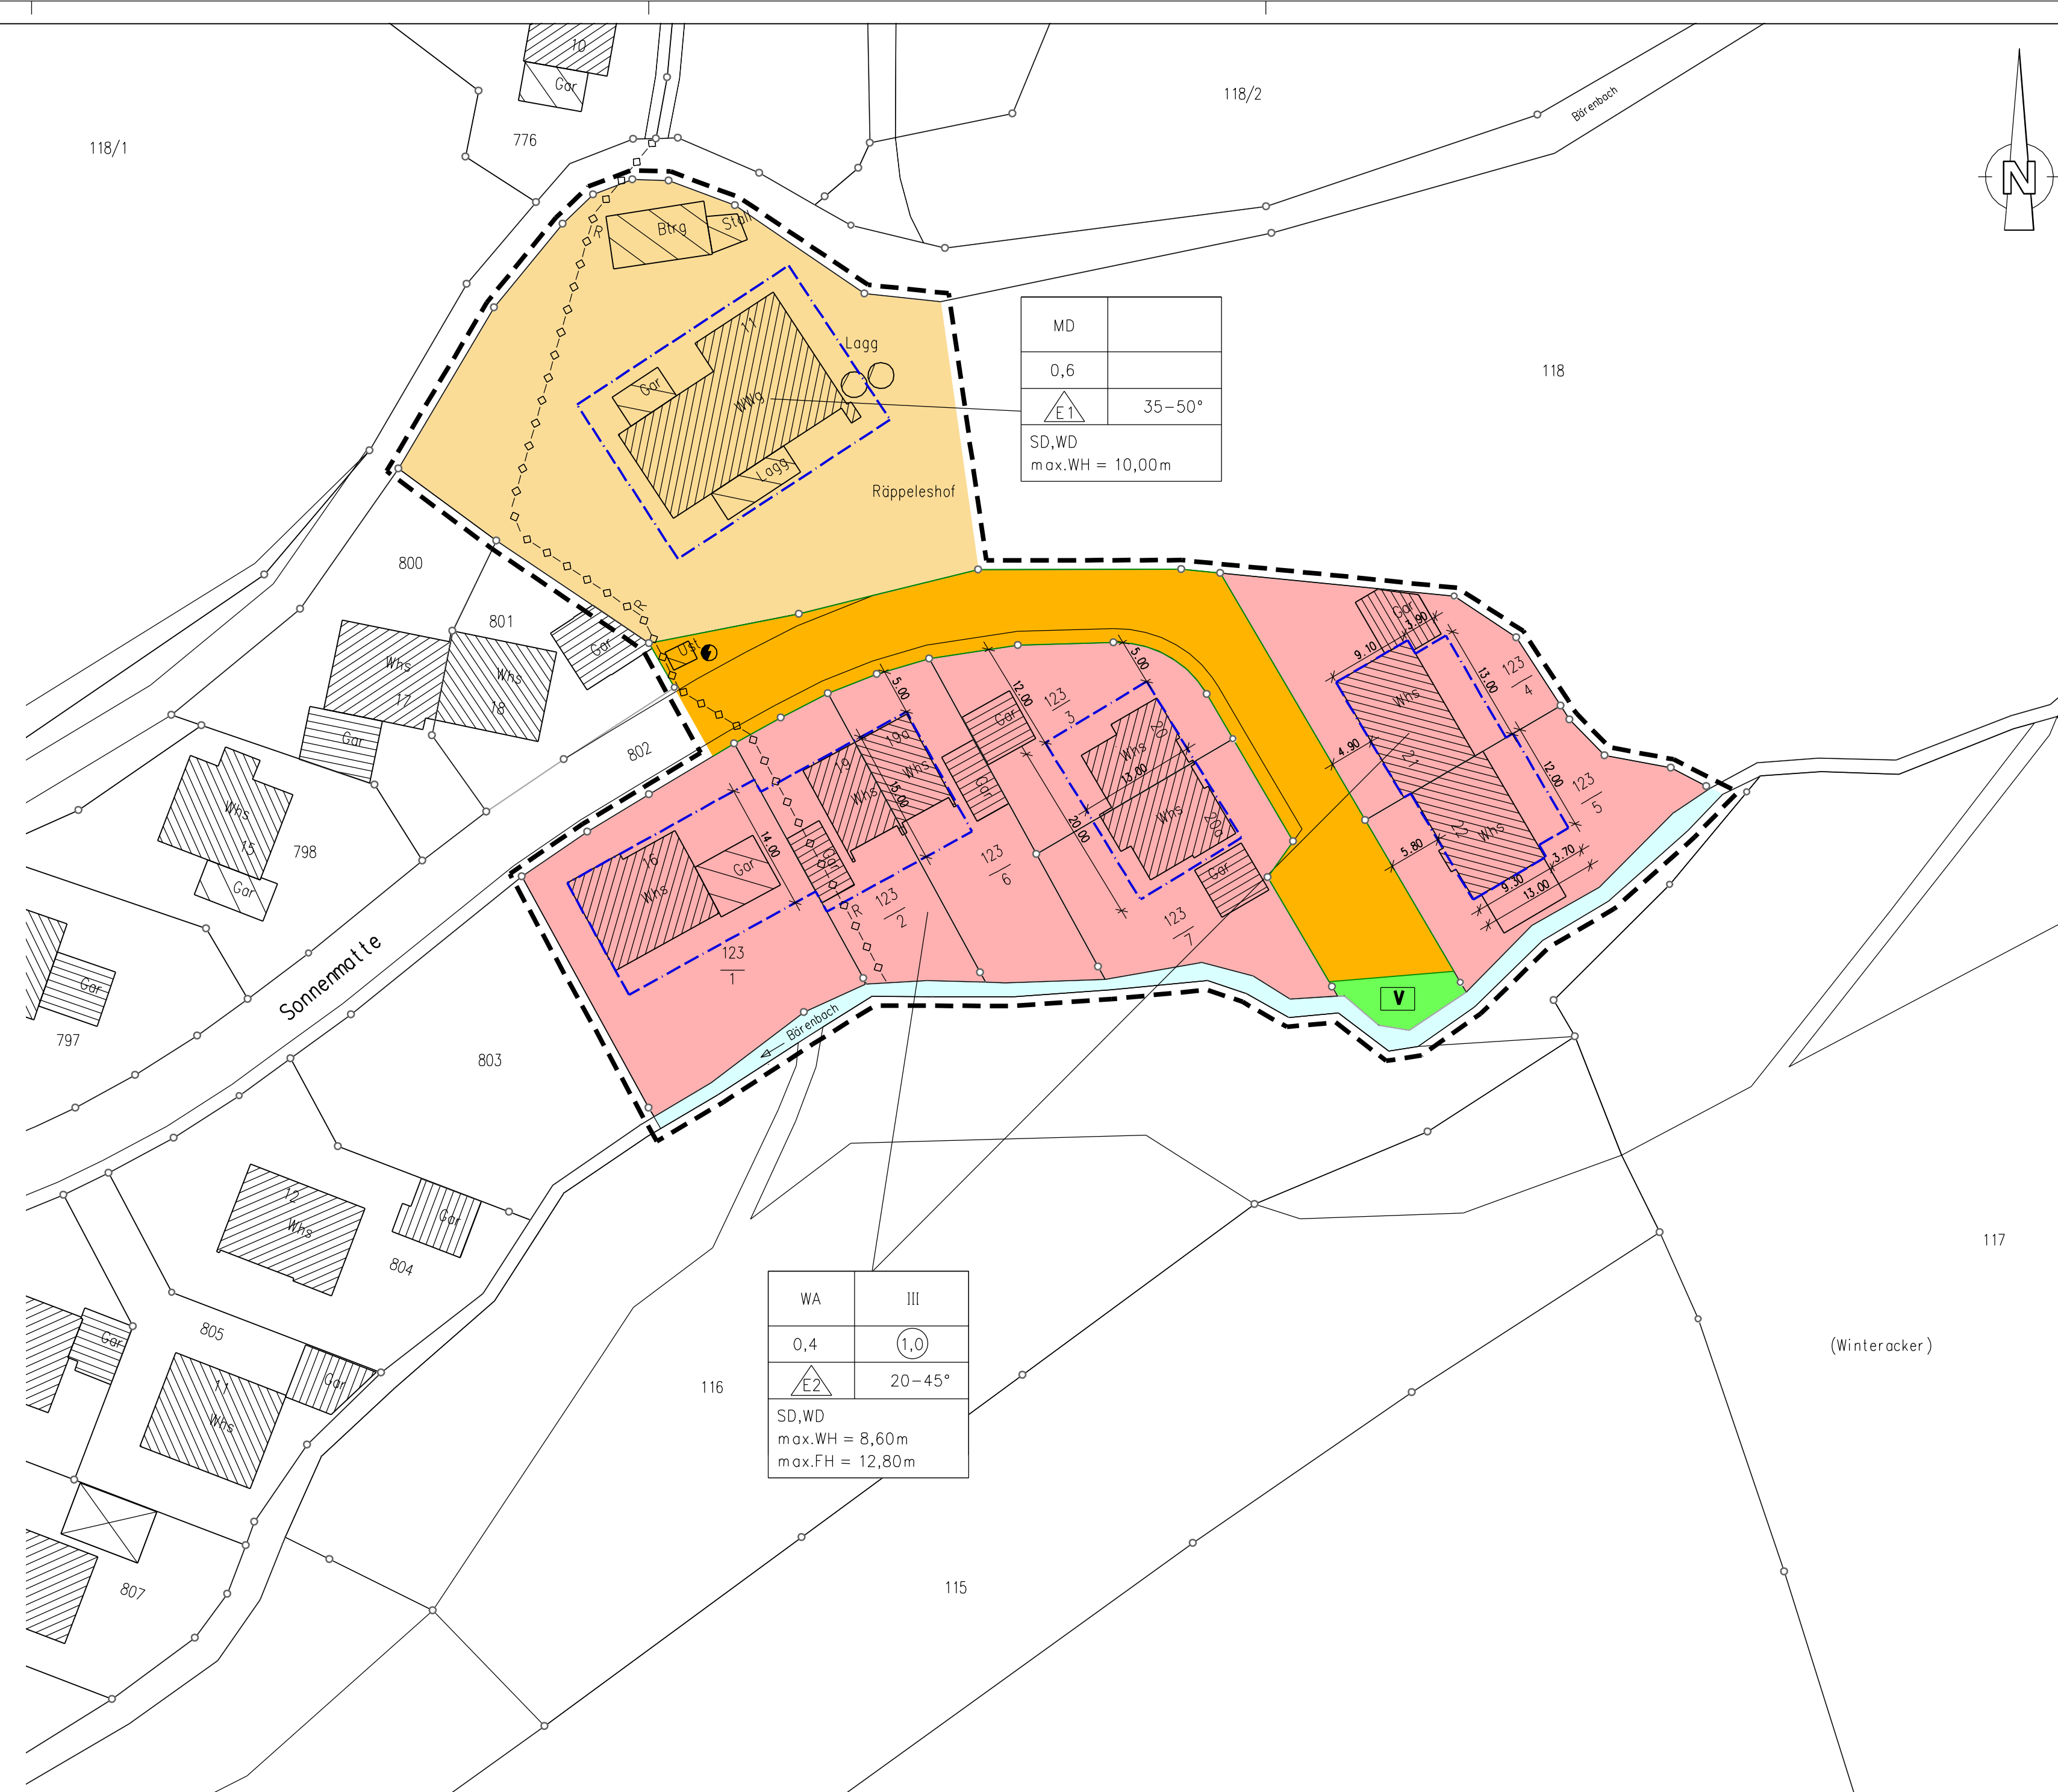 10
Gar
776
118/1
118/2
Bärenbach
N
R
Btrg
Stall
11
Lagg
Gar
WWg
Lagg
Räppeleshof
MD
0,6
E1 35-50°
SD,WD
max.WH = 10,00m
118
800
801
R
Gar
Ust
Whs
17
Whs
18
Gar
802
Whs
15
Gar
798
Gar
797
Sonnenmatte
803
16
Whs
Gar
14.00
123
1
Gar
R
123
2
19
Whs
19a
Whs
5.00
15.00
Gar
Gar
12.00
123
3
5.00
20
Whs
13.00
Whs
20a
20.00
123
6
Gar
123
7
Gar
3.90
9.10
Whs
13.00
123
4
4.90
21
12.00
123
5
22
Whs
5.80
3.70
9.30
13.00
V
Bärenbach
12
Whs
Gar
804
805
Gar
11
Whs
Gar
807
WA III
0,4 1,0
E2 20-45°
SD,WD
max.WH = 8,60m
max.FH = 12,80m
116
115
117
(Winteracker)